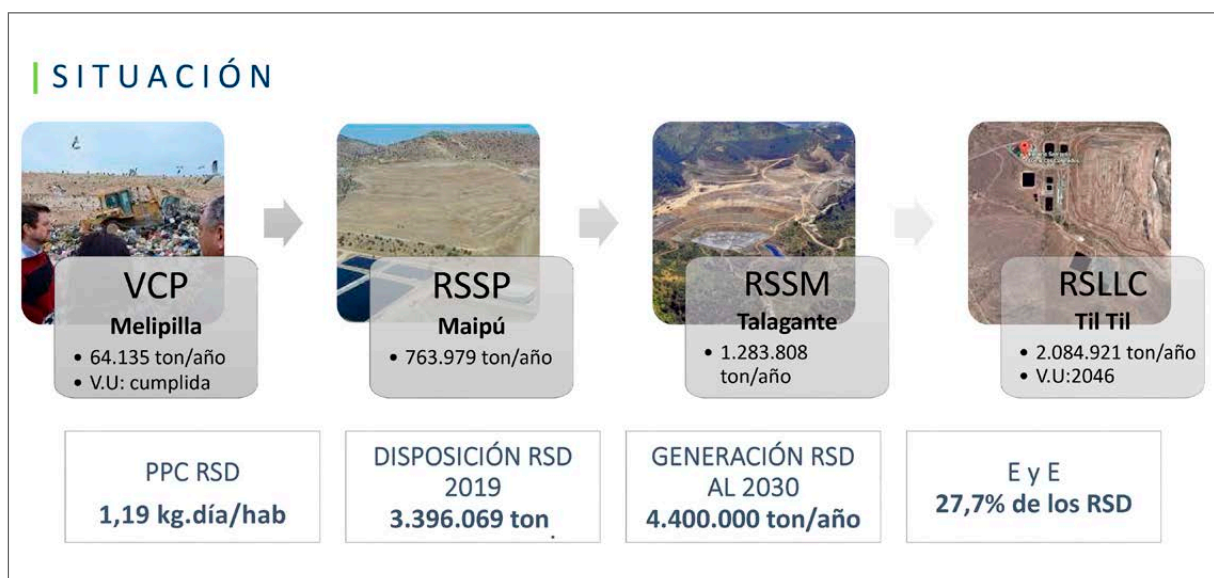 SITUACIÓN
VCP
Melipilla
• 64.135 ton/año
• V.U: cumplida
RSSP
Maipú
• 763.979 ton/año
RSSM
Talagante
• 1.283.808
ton/año
RSLLC
Til Til
• 2.084.921 ton/año
• V.U:2046
PPC RSD
1,19 kg.día/hab
DISPOSICIÓN RSD
2019
3.396.069 ton
GENERACIÓN RSD
AL 2030
4.400.000 ton/año
E y E
27,7% de los RSD